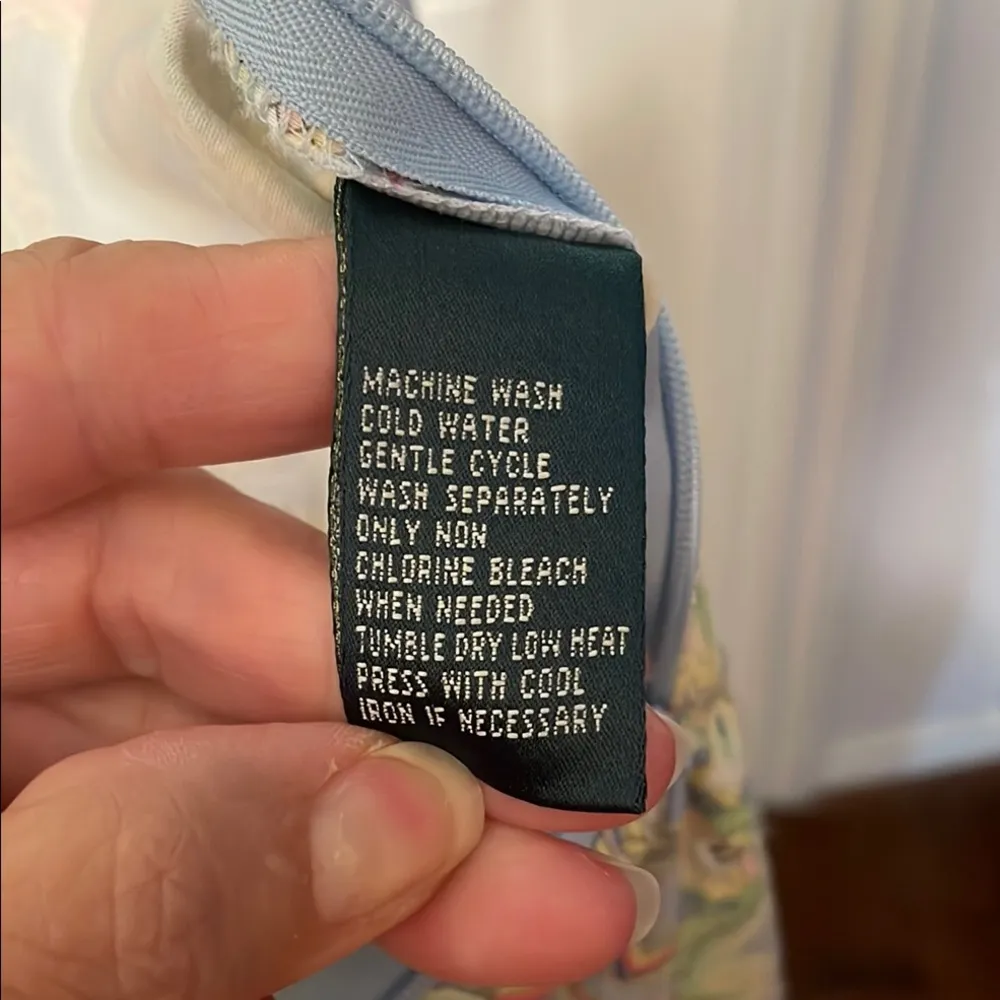 MACHINE WASH
COLD WATER
GENTLE CYCLE
WASH SEPARATELY
ONLY NON
CHLORINE BLEACH
WHEN NEEDED
TUMBLE DRY LOW HEAT
PRESS WITH COOL
IRON IF NECESSARY